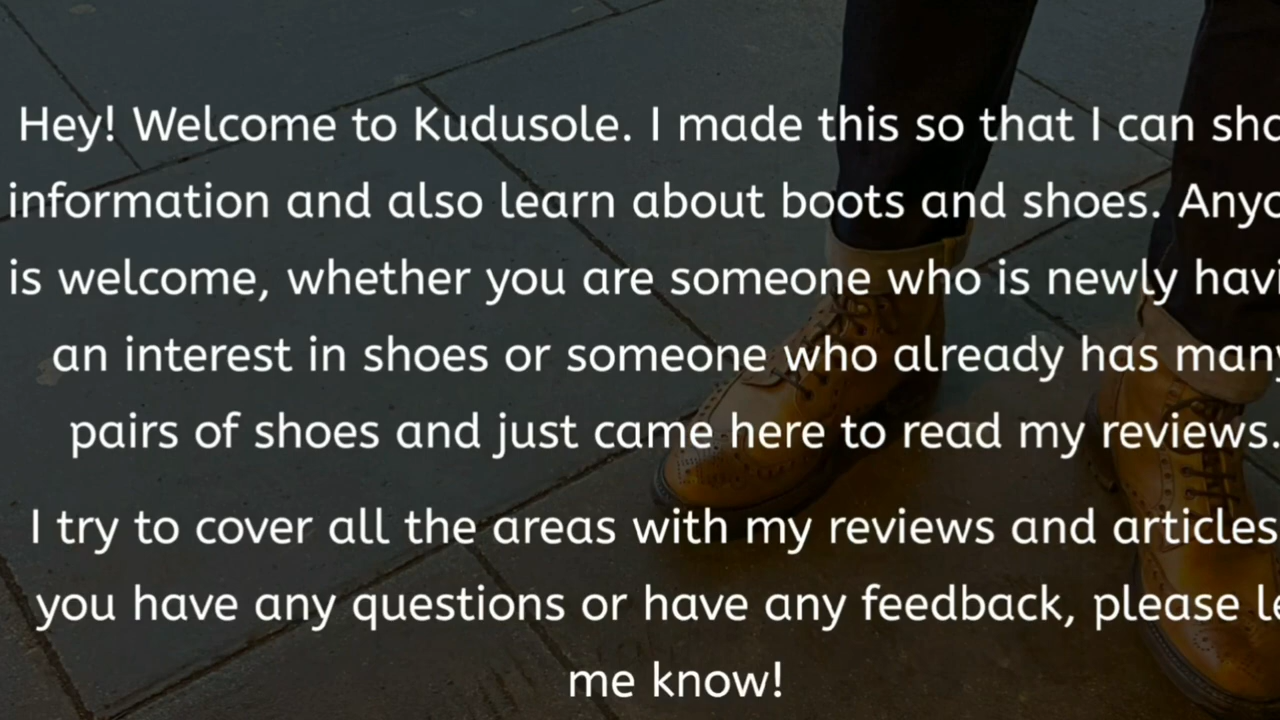 Hey! Welcome to Kudusole. I made this so that I can
information and also learn about boots and shoes.
is welcome, whether you are someone who is newly
an interest in shoes or someone who already has many
pairs of shoes and just came here to read my reviews.
I try to cover all the areas with my reviews and articles
you have any questions or have any feedback, please
me know!